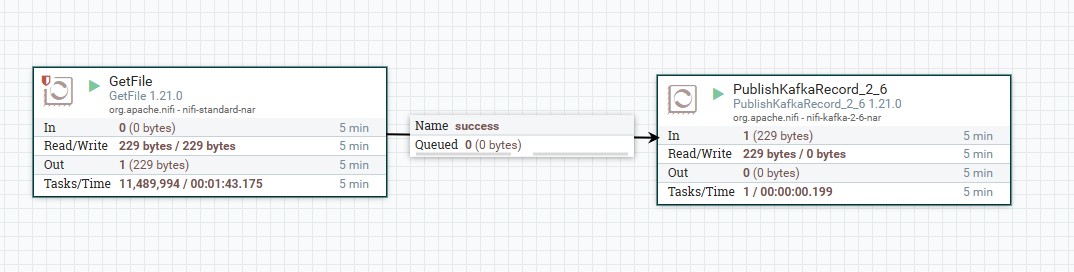 GetFile
GetFile 1.21.0
org.apache.nifi - nifi-standard-nar
In 0 (0 bytes) 5 min
Read/Write 229 bytes / 229 bytes 5 min
Out 1 (229 bytes) 5 min
Tasks/Time 11,489,994 / 00:01:43.175 5 min
Name success
Queued 0 (0 bytes)
PublishKafkaRecord_2_6
PublishKafkaRecord_2_6 1.21.0
org.apache.nifi - nifi-kafka-2-6-nar
In 1 (229 bytes) 5 min
Read/Write 229 bytes / 0 bytes 5 min
Out 0 (0 bytes) 5 min
Tasks/Time 1 / 00:00:00.199 5 min